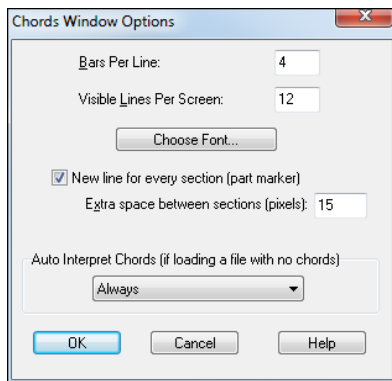 Chords Window Options
Bars Per Line: 4
Visible Lines Per Screen: 12
Choose Font...
New line for every section (part marker)
Extra space between sections (pixels): 15
Auto Interpret Chords (if loading a file with no chords)
Always
OK Cancel Help